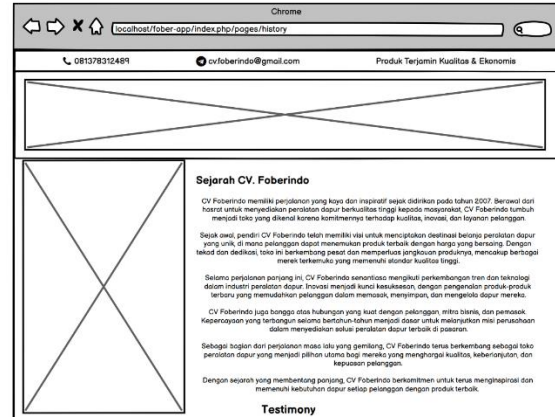 Chrome
localhost/fober-app/index.php/pages/history
081378312489
cvfoberindo@gmail.com
Produk Terjamin Kualitas & Ekonomis
Sejarah CV. Foberindo
CV Foberindo memiliki perjalanan yang kaya dan inspiratif sejak didirikan pada tahun 2007. Berawal dari
hasrat untuk menyediakan peralatan dapur berkualitas tinggi kepada masyarakat, CV Foberindo tumbuh
menjadi toko yang dikenal karena komitmennya terhadap kualitas, inovasi, dan layanan pelanggan.
Sejak awal, pendiri CV Foberindo telah memiliki visi untuk menciptakan destinasi belanja peralatan dapur
yang unik, di mana pelanggan dapat menemukan produk terbaik dengan harga yang bersaing. Dengan
tekad dan dedikasi, toko ini berkembang pesat dan memperluas jangkauan produknya, mencakup berbagai
merek terkemuka yang memenuhi standar kualitas tinggi.
Selama perjalanan panjang ini, CV Foberindo senantiasa mengikuti perkembangan tren dan teknologi
dalam industri peralatan dapur. Inovasi menjadi kunci kesuksesan, dengan pengenalan produk-produk
terbaru yang memudahkan pelanggan dalam memasak, menyimpan, dan mengelola dapur mereka.
CV Foberindo juga bangga atas hubungan yang kuat dengan pelanggan, mitra bisnis, dan pemasok.
Kepercayaan yang terbangun selama bertahun-tahun menjadi dasar untuk melanjutkan misi perusahaan
dalam menyediakan solusi peralatan dapur terbaik di pasaran.
Sebagai bagian dari perjalanan masa lalu yang gemilang, CV Foberindo terus berkembang sebagai toko
peralatan dapur yang menjadi pilihan utama bagi mereka yang menghargai kualitas, keberlanjutan, dan
kepuasan pelanggan.
Dengan sejarah yang membentang panjang, CV Foberindo berkomitmen untuk terus menginspirasi dan
memenuhi kebutuhan dapur setiap pelanggan dengan produk terbaik.
Testimony